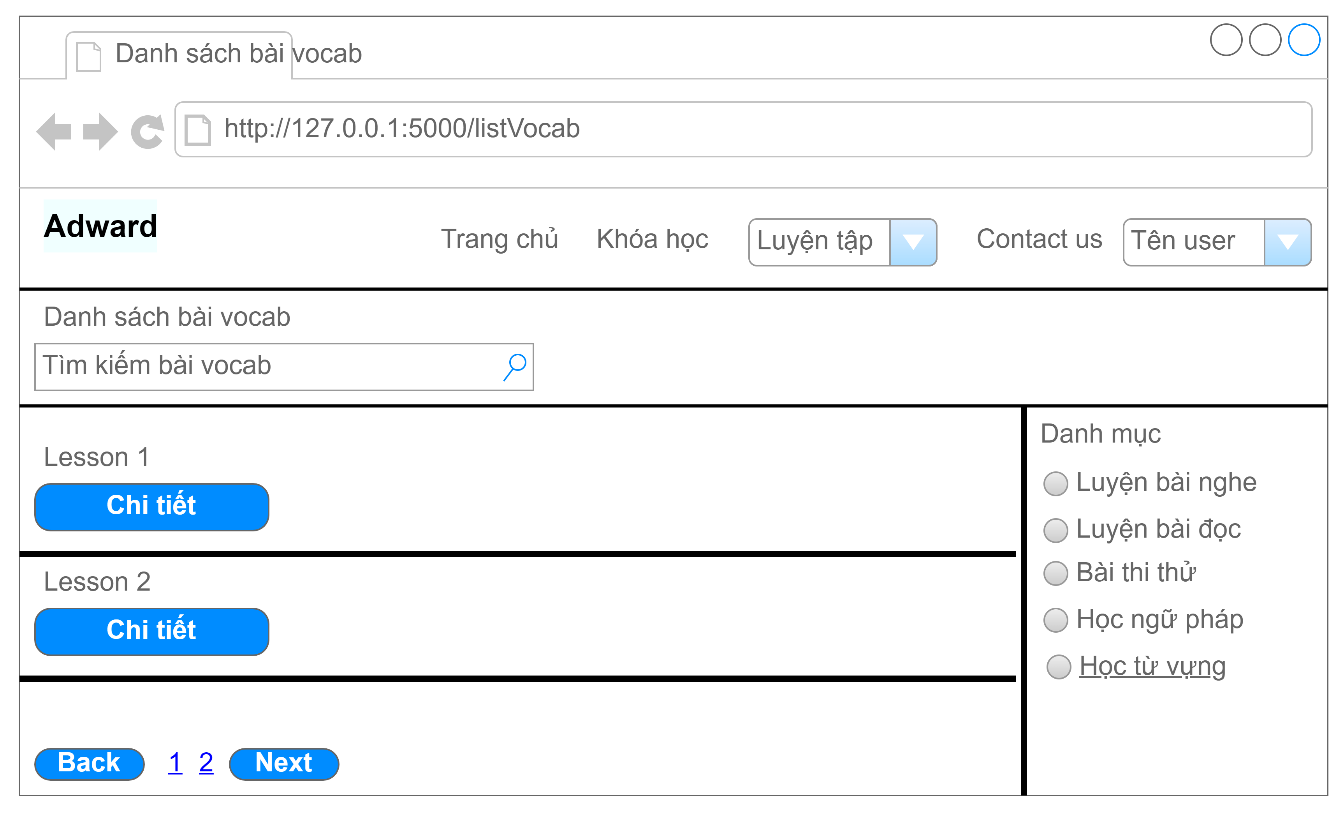 Danh sách bài vocab
http://127.0.0.1:5000/listVocab
Adward
Trang chủ Khóa học Luyện tập Contact us Tên user
Danh sách bài vocab
Tìm kiếm bài vocab
Lesson 1
Chi tiết
Lesson 2
Chi tiết
Back 1 2 Next
Danh mục
Luyện bài nghe
Luyện bài đọc
Bài thi thử
Học ngữ pháp
Học từ vựng